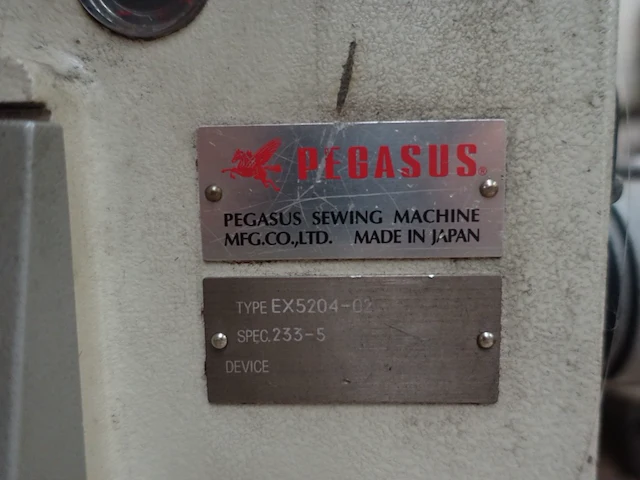 PEGASUS®
PEGASUS SEWING MACHINE
MFG.CO.,LTD. MADE IN JAPAN
TYPE EX5204-02
SPEC. 233-5
DEVICE